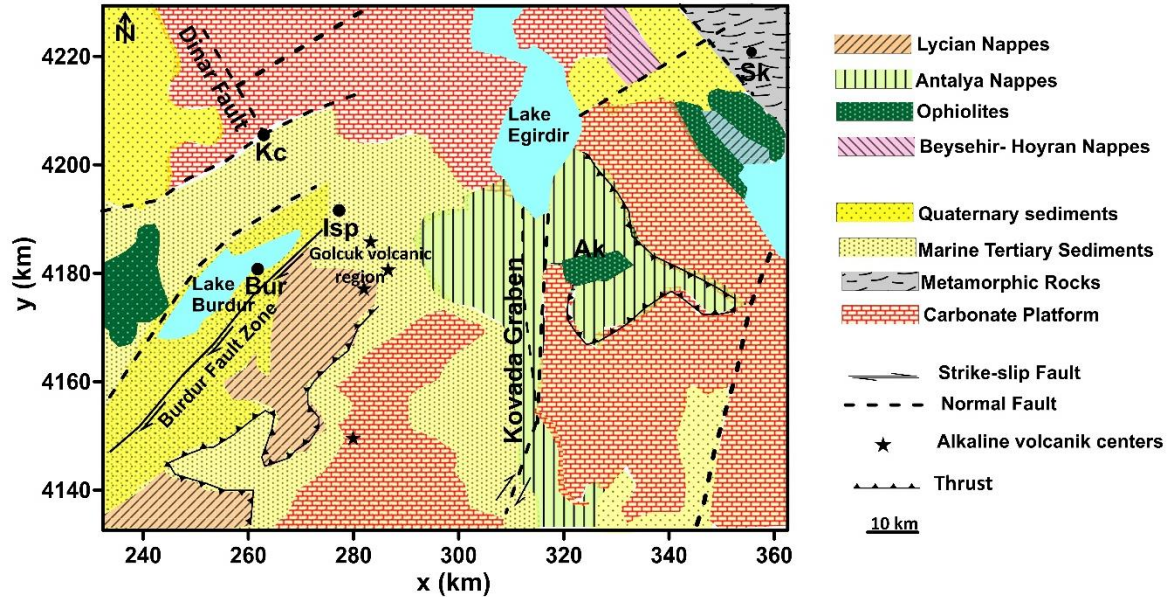 N
4220
4200
4180
4160
4140
y (km)
240
260
280
300
320
340
360
x (km)
Dinar Fault
Kc
Sk
Lake
Egirdir
Isp
Golcuk volcanic
region
Ak
Lake
Burdur
Bur
Burdur Fault Zone
Kovada Graben
Lycian Nappes
Antalya Nappes
Ophiolites
Beysehir- Hoyran Nappes
Quaternary sediments
Marine Tertiary Sediments
Metamorphic Rocks
Carbonate Platform
Strike-slip Fault
Normal Fault
Alkaline volcanik centers
Thrust
10 km